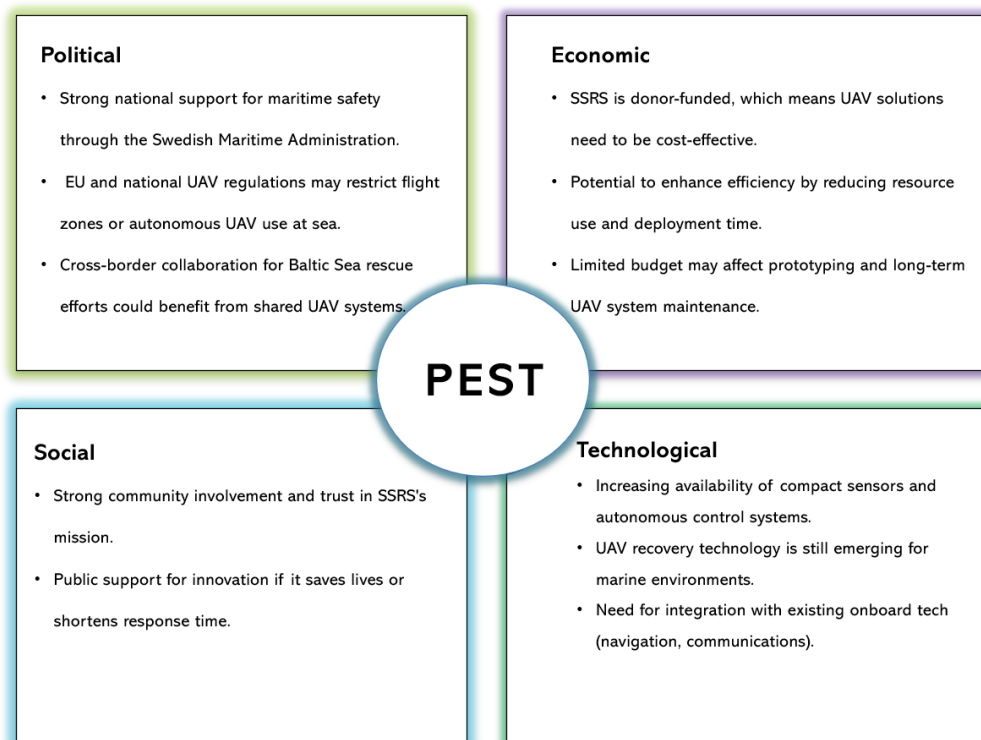 Political
• Strong national support for maritime safety
through the Swedish Maritime Administration.
• EU and national UAV regulations may restrict flight
zones or autonomous UAV use at sea.
• Cross-border collaboration for Baltic Sea rescue
efforts could benefit from shared UAV systems.
Economic
• SSRS is donor-funded, which means UAV solutions
need to be cost-effective.
• Potential to enhance efficiency by reducing resource
use and deployment time.
• Limited budget may affect prototyping and long-term
UAV system maintenance.
PEST
Social
• Strong community involvement and trust in SSRS's
mission.
• Public support for innovation if it saves lives or
shortens response time.
Technological
• Increasing availability of compact sensors and
autonomous control systems.
• UAV recovery technology is still emerging for
marine environments.
• Need for integration with existing onboard tech
(navigation, communications).